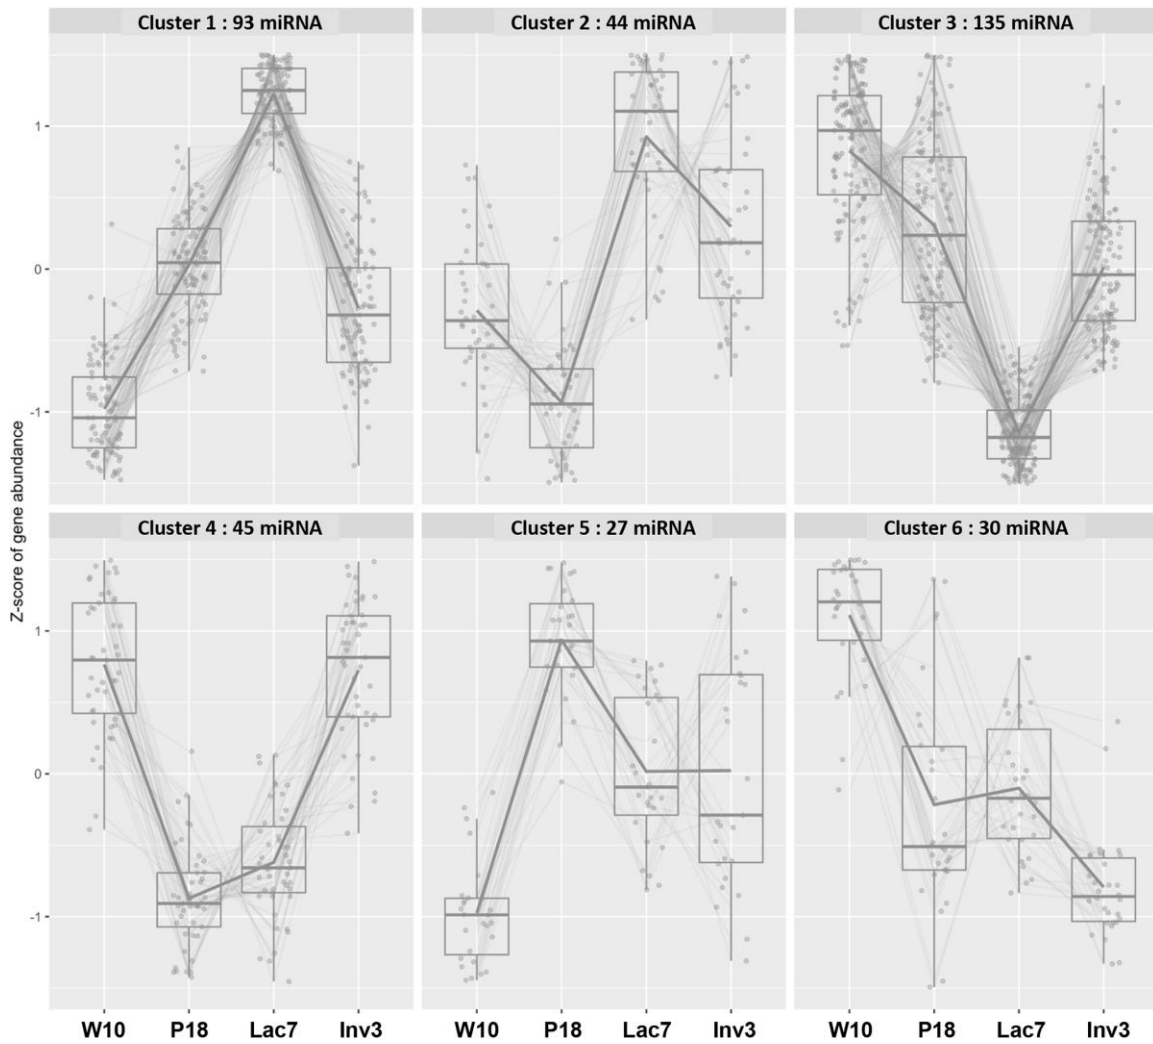 Cluster 1 : 93 miRNA
Cluster 2 : 44 miRNA
Cluster 3 : 135 miRNA
1
0
-1
Z-score of gene abundance
Cluster 4 : 45 miRNA
Cluster 5 : 27 miRNA
Cluster 6 : 30 miRNA
1
0
-1
W10 P18 Lac7 Inv3
W10 P18 Lac7 Inv3
W10 P18 Lac7 Inv3